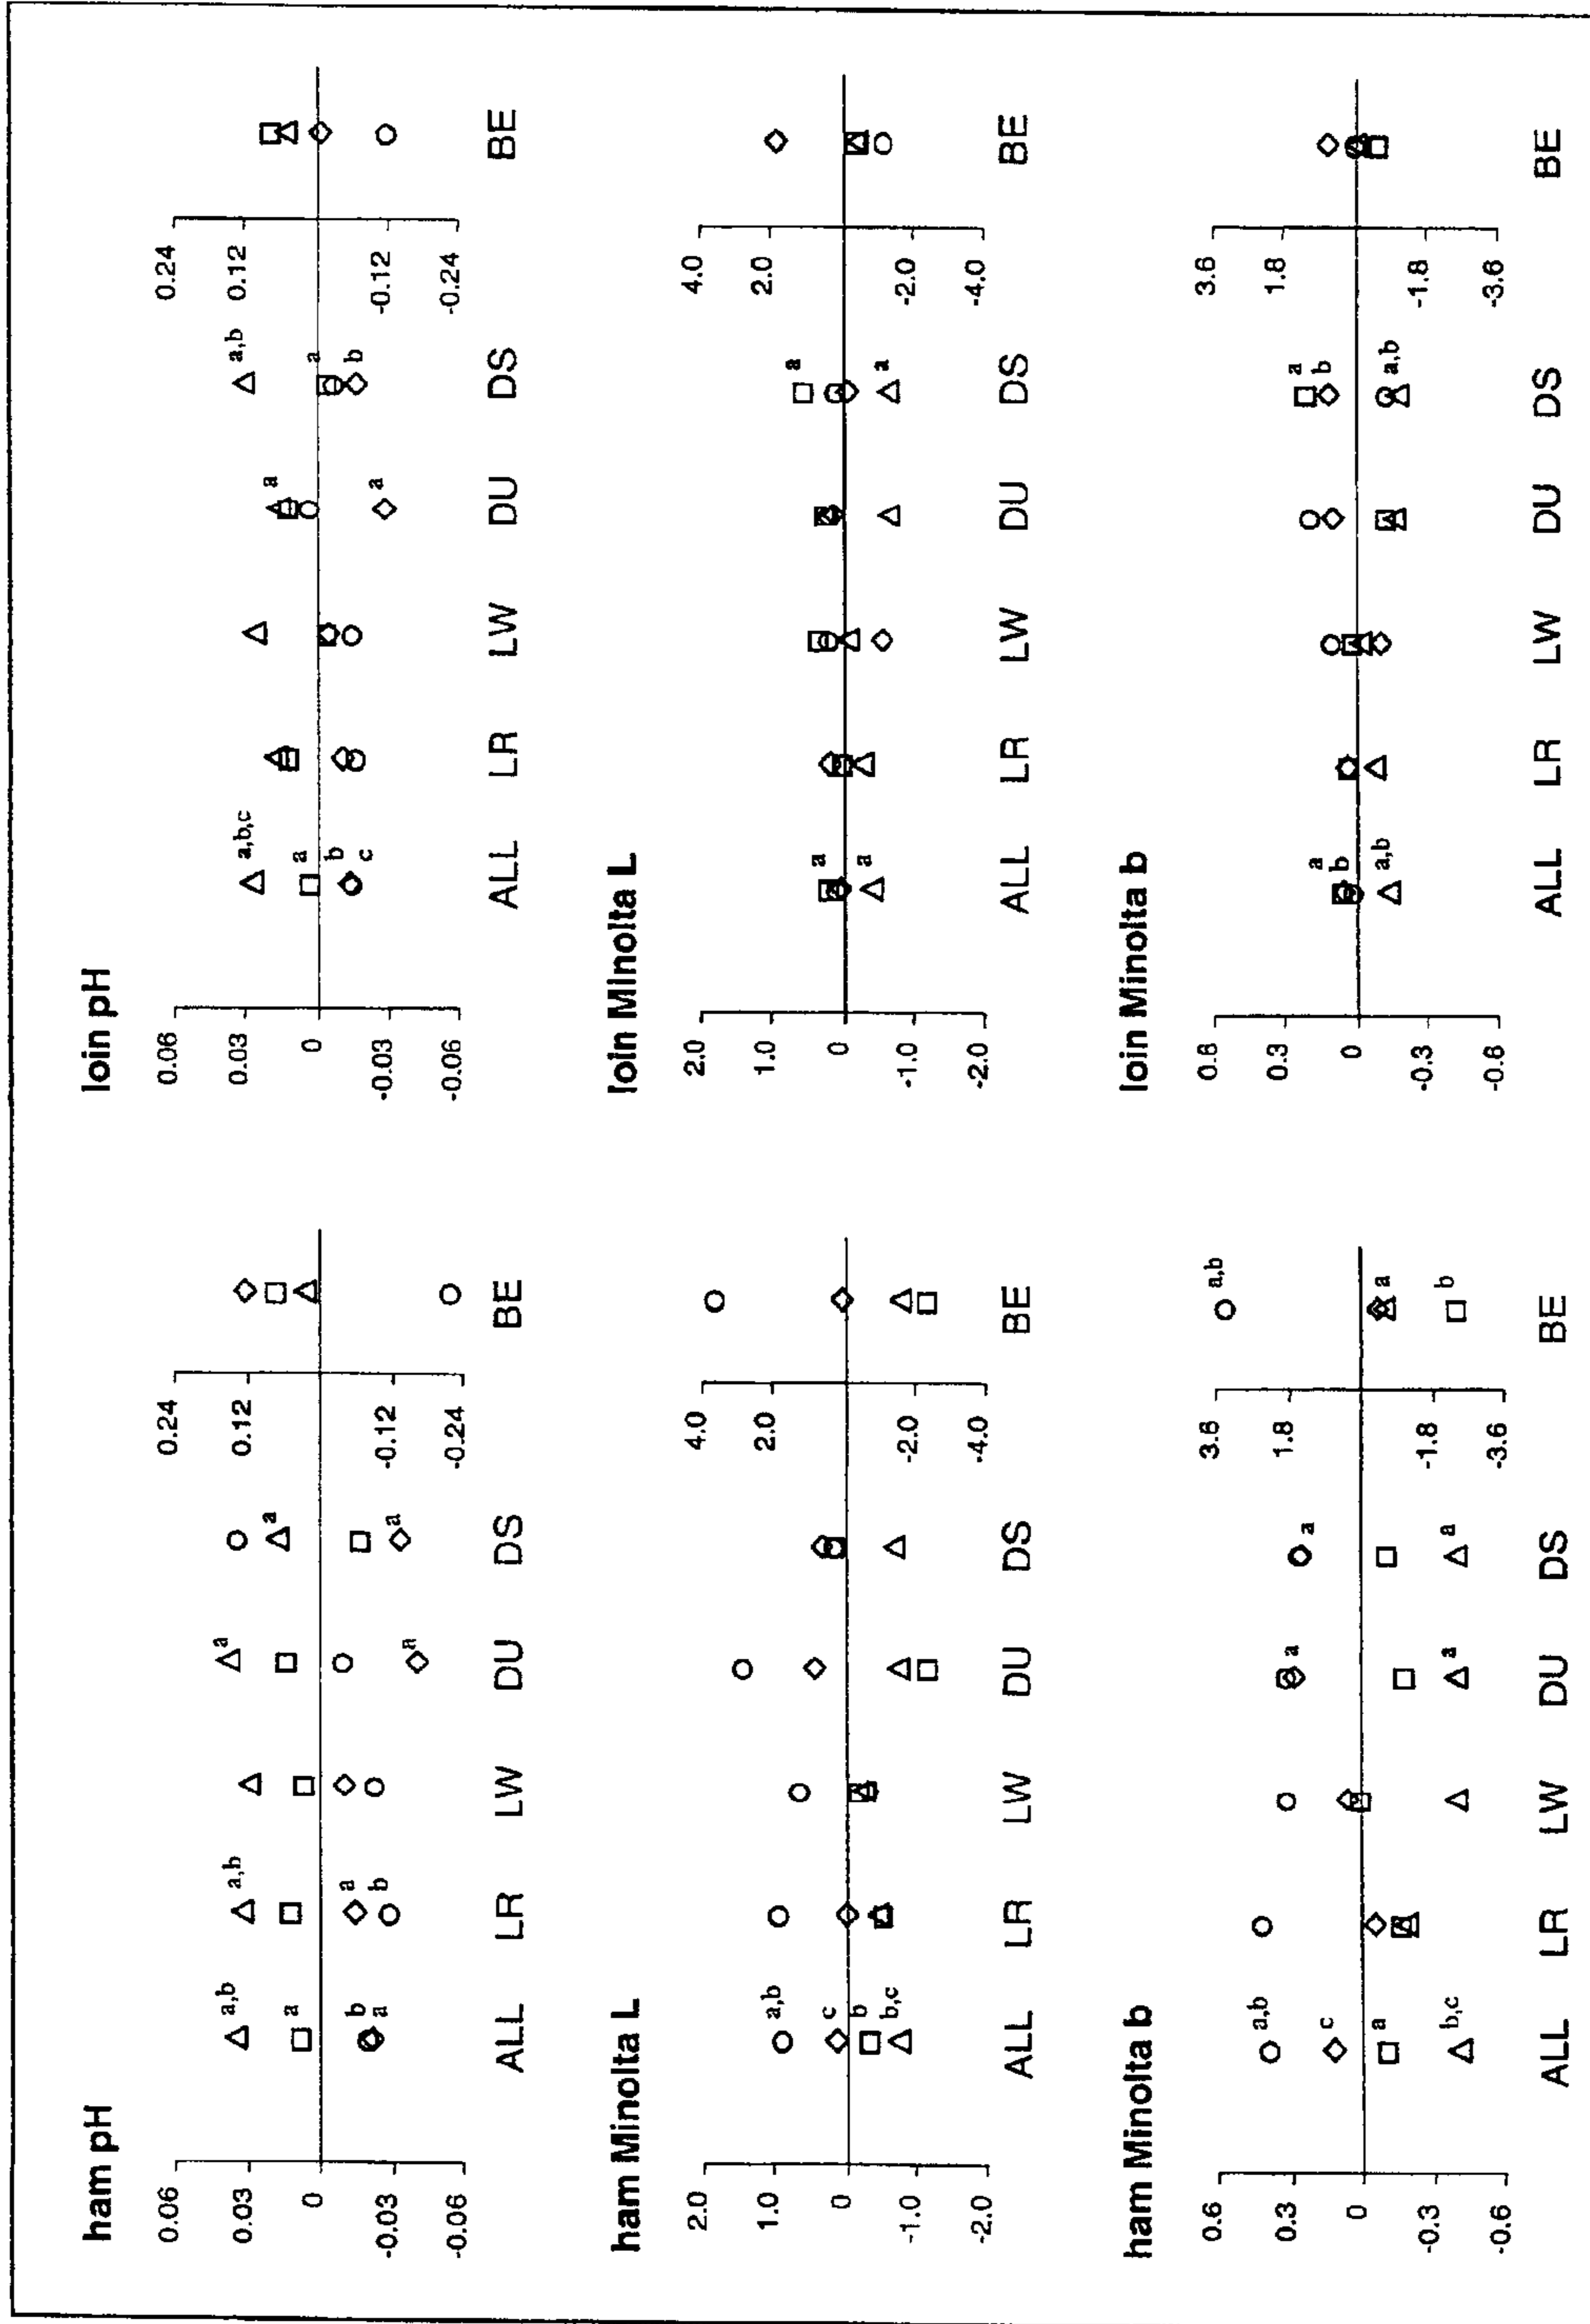 ham pH
0.06
0.03
0
-0.03
-0.06
a,b
a
b
a
a,b
a
b
a
a
a
a
0.24
0.12
-0.12
-0.24
ALL LR LW DU DS BE
loin pH
0.06
0.03
0
-0.03
-0.06
a,b,c
a
b
c
a
a
a,b
a
b
0.24
0.12
-0.12
-0.24
ALL LR LW DU DS BE
ham Minolta L
2.0
1.0
0
-1.0
-2.0
a,b
c
b
b,c
4.0
2.0
-2.0
-4.0
ALL LR LW DU DS BE
loin Minolta L
2.0
1.0
0
-1.0
-2.0
a
a
a
a
4.0
2.0
-2.0
-4.0
ALL LR LW DU DS BE
ham Minolta b
0.6
0.3
0
-0.3
-0.6
a,b
c
a
b,c
a
a
a
a
3.6
1.8
-1.8
-3.6
a,b
a
b
ALL LR LW DU DS BE
loin Minolta b
0.6
0.3
0
-0.3
-0.6
a
b
a,b
a
b
a,b
3.6
1.8
-1.8
-3.6
ALL LR LW DU DS BE